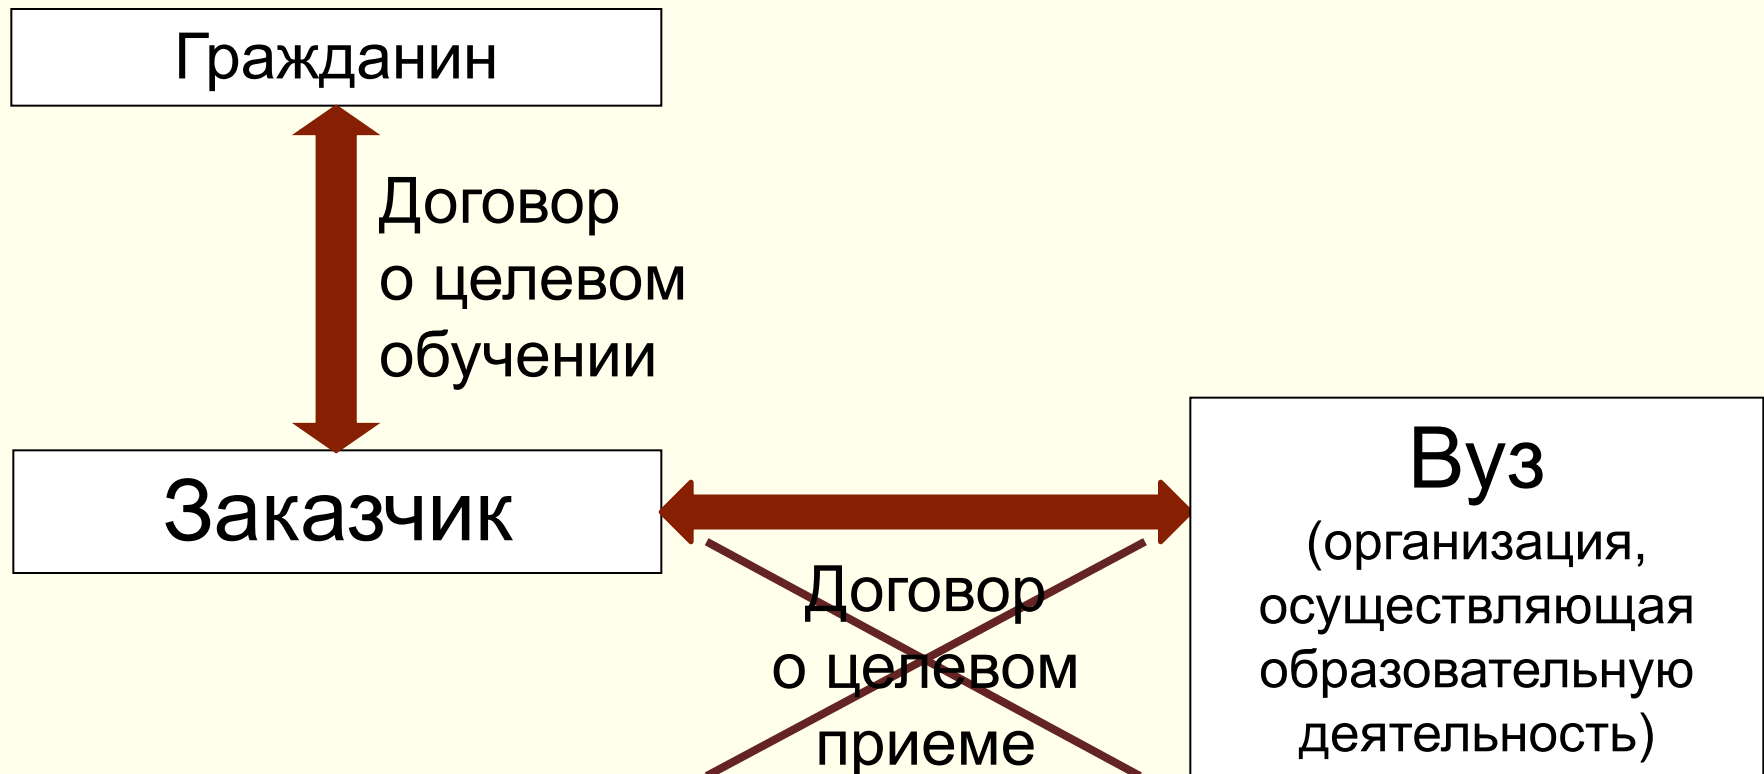 Гражданин
Договор
о целевом
обучении
Заказчик
Договор
о целевом
приеме
Вуз
(организация,
осуществляющая
образовательную
деятельность)